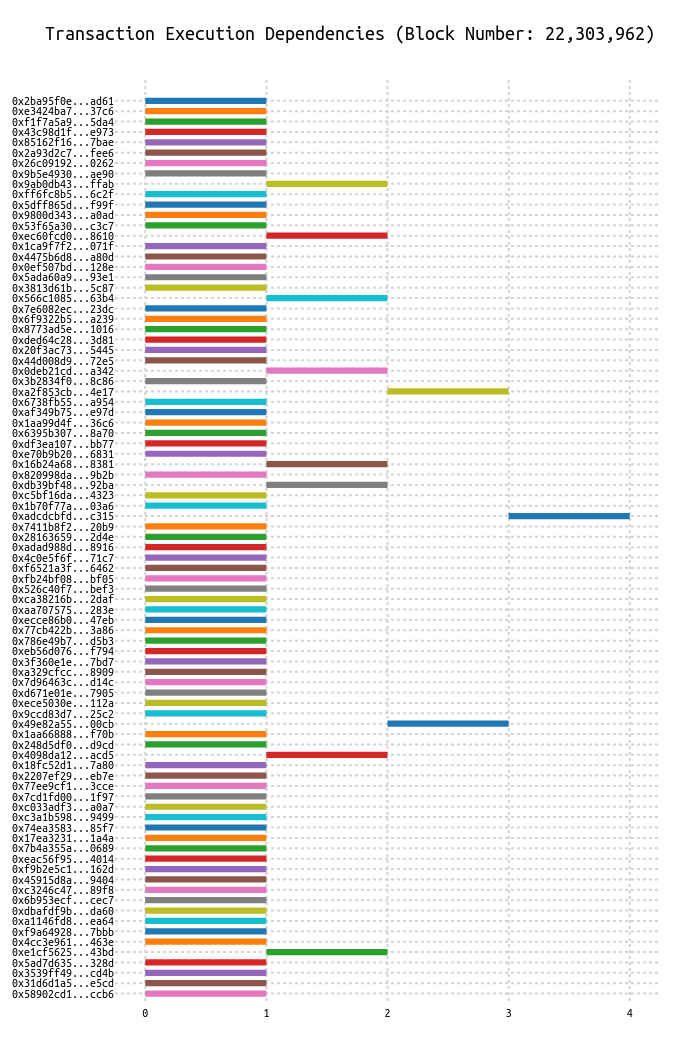 Transaction Execution Dependencies (Block Number: 22,303,962)
0x2ba95f0e...ad61
0xe3424ba7...37c6
0xf1f7a5a9...5da4
0x43c98d1f...e973
0x85162f16...7bae
0x2a93d2c7...fee6
0x26c09192...0262
0x9b5e4930...ae90
0x9ab0db43...ffab
0xff6fc8b5...6c2f
0x5dff865d...f99f
0x9800d343...a0ad
0x53f65a30...c3c7
0xec60fcd0...8610
0x1ca9f7f2...071f
0x4475b6d8...a80d
0x0ef507bd...128e
0x5ada60a9...93e1
0x3813d61b...5c87
0x566c1085...63b4
0x7e6082ec...23dc
0x6f9322b5...a239
0x8773ad5e...1016
0xded64c28...3d81
0x20f3ac73...5445
0x44d008d9...72e5
0x0deb21cd...a342
0x3b2834f0...8c86
0xa2f853cb...4e17
0x6738fb55...a954
0xaf349b75...e97d
0x1aa99d4f...36c6
0x6395b307...8a70
0xdf3ea107...bb77
0xe70b9b20...6831
0x16b24a68...8381
0x820998da...9b2b
0xdb39bf48...92ba
0xc5bf16da...4323
0x1b70f77a...03a6
0xadcdcbfd...c315
0x7411b8f2...20b9
0x28163659...2d4e
0xadad988d...8916
0x4c0e5f6f...71c7
0xf6521a3f...6462
0xfb24bf08...bf05
0x526c40f7...bef3
0xca38216b...2daf
0xaa707575...283e
0xecce86b0...47eb
0x77cb422b...3a86
0x786e49b7...d5b3
0xeb56d076...f794
0x3f360e1e...7bd7
0xa329cfcc...8909
0x7d96463c...d14c
0xd671e01e...7905
0xece5030e...112a
0x9ccd83d7...25c2
0x49e82a55...00cb
0x1aa66888...f70b
0x248d5df0...d9cd
0x4098da12...acd5
0x18fc52d1...7a80
0x2207ef29...eb7e
0x77ee9cf1...3cce
0x7cd1fd00...1f97
0xc033adf3...a0a7
0xc3a1b598...9499
0x74ea3583...85f7
0x17ea3231...1a4a
0x7b4a355a...0689
0xeac56f95...4014
0xf9b2e5c1...162d
0x45915d8a...9404
0xc3246c47...89f8
0x6b953ecf...cec7
0xdbafdf9b...da60
0xa1146fd8...ea64
0xf9a64928...7bbb
0x4cc3e961...463e
0xe1cf5625...43bd
0x5ad7d635...328d
0x3539ff49...cd4b
0x31d6d1a5...e5cd
0x58902cd1...ccb6
0 1 2 3 4